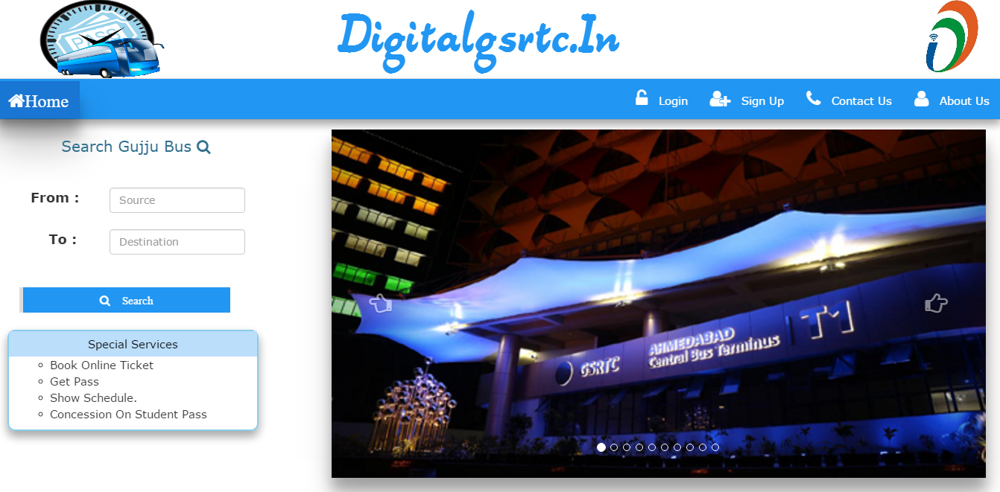 PASS
Digitalgsrtc.In
Home
Login
Sign Up
Contact Us
About Us
Search Gujju Bus
From :
Source
To :
Destination
Search
Special Services
Book Online Ticket
Get Pass
Show Schedule.
Concession On Student Pass
GSRTC
AHMEDABAD
Central Bus Terminus
T1